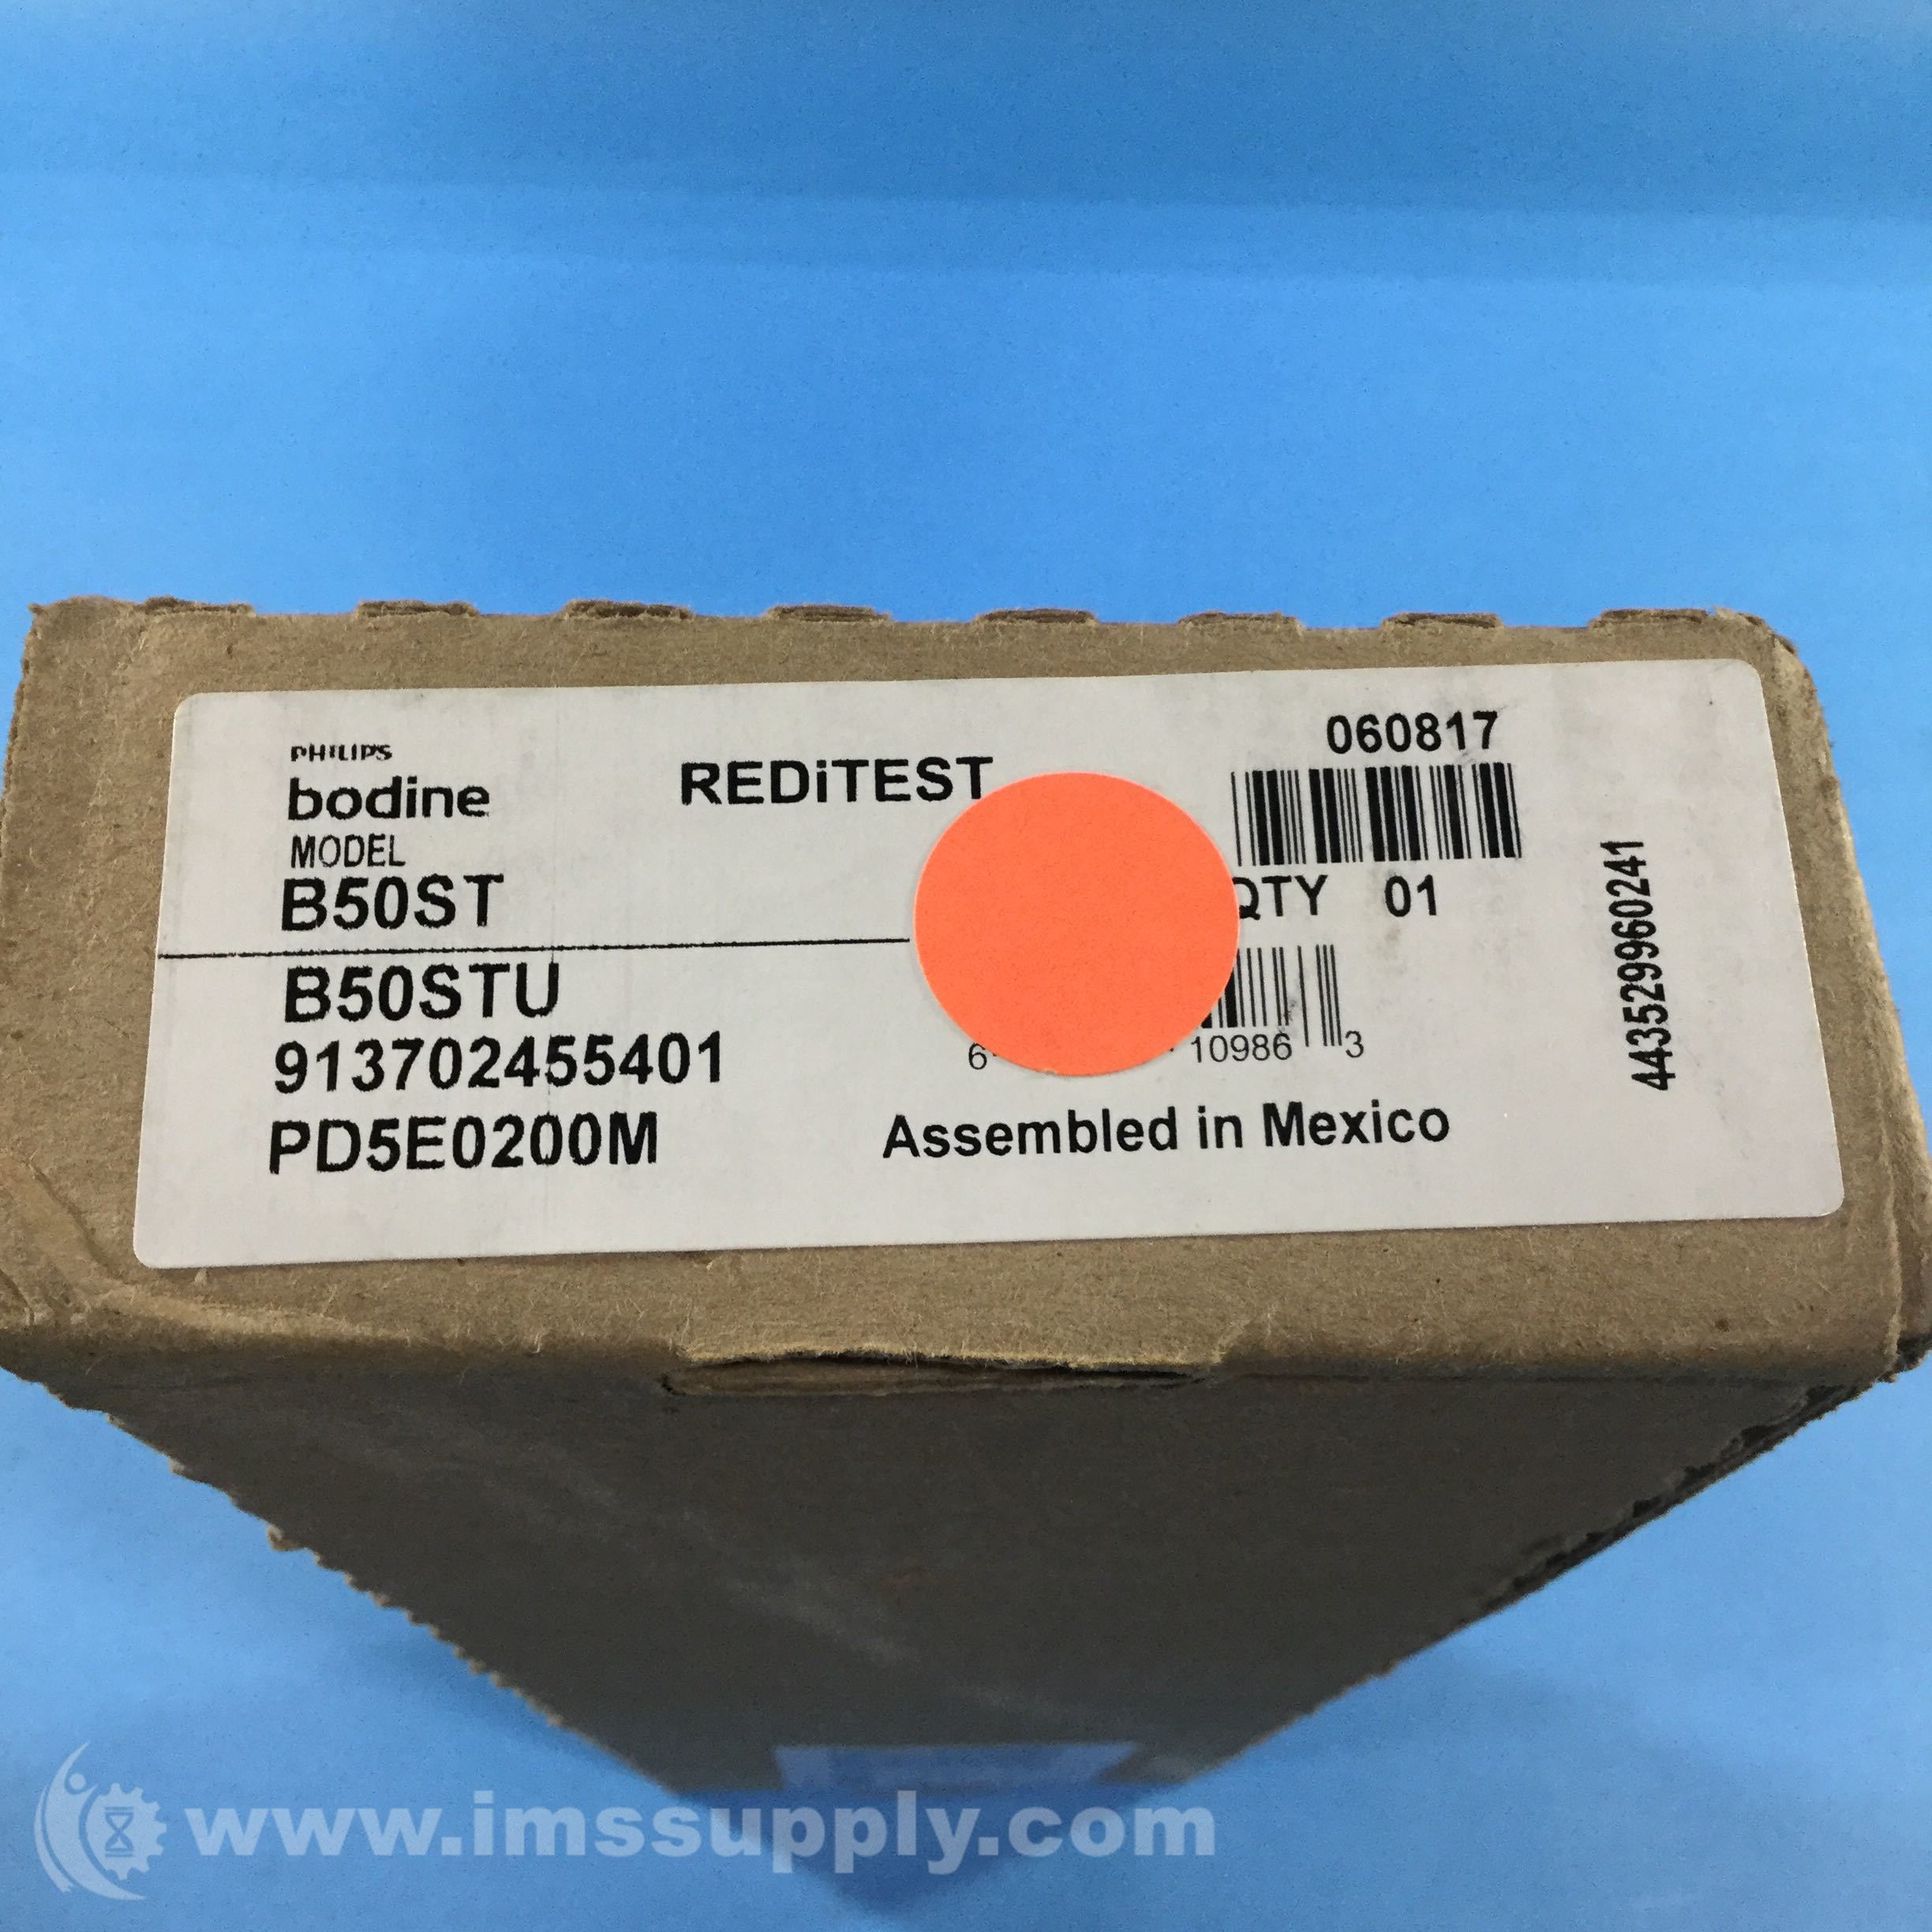 PHILIPS
bodine
MODEL
B50ST
REDiTEST
060817
QTY 01
B50STU
913702455401
PD5E0200M
6 10986 3
Assembled in Mexico
443529960241
www.imssupply.com